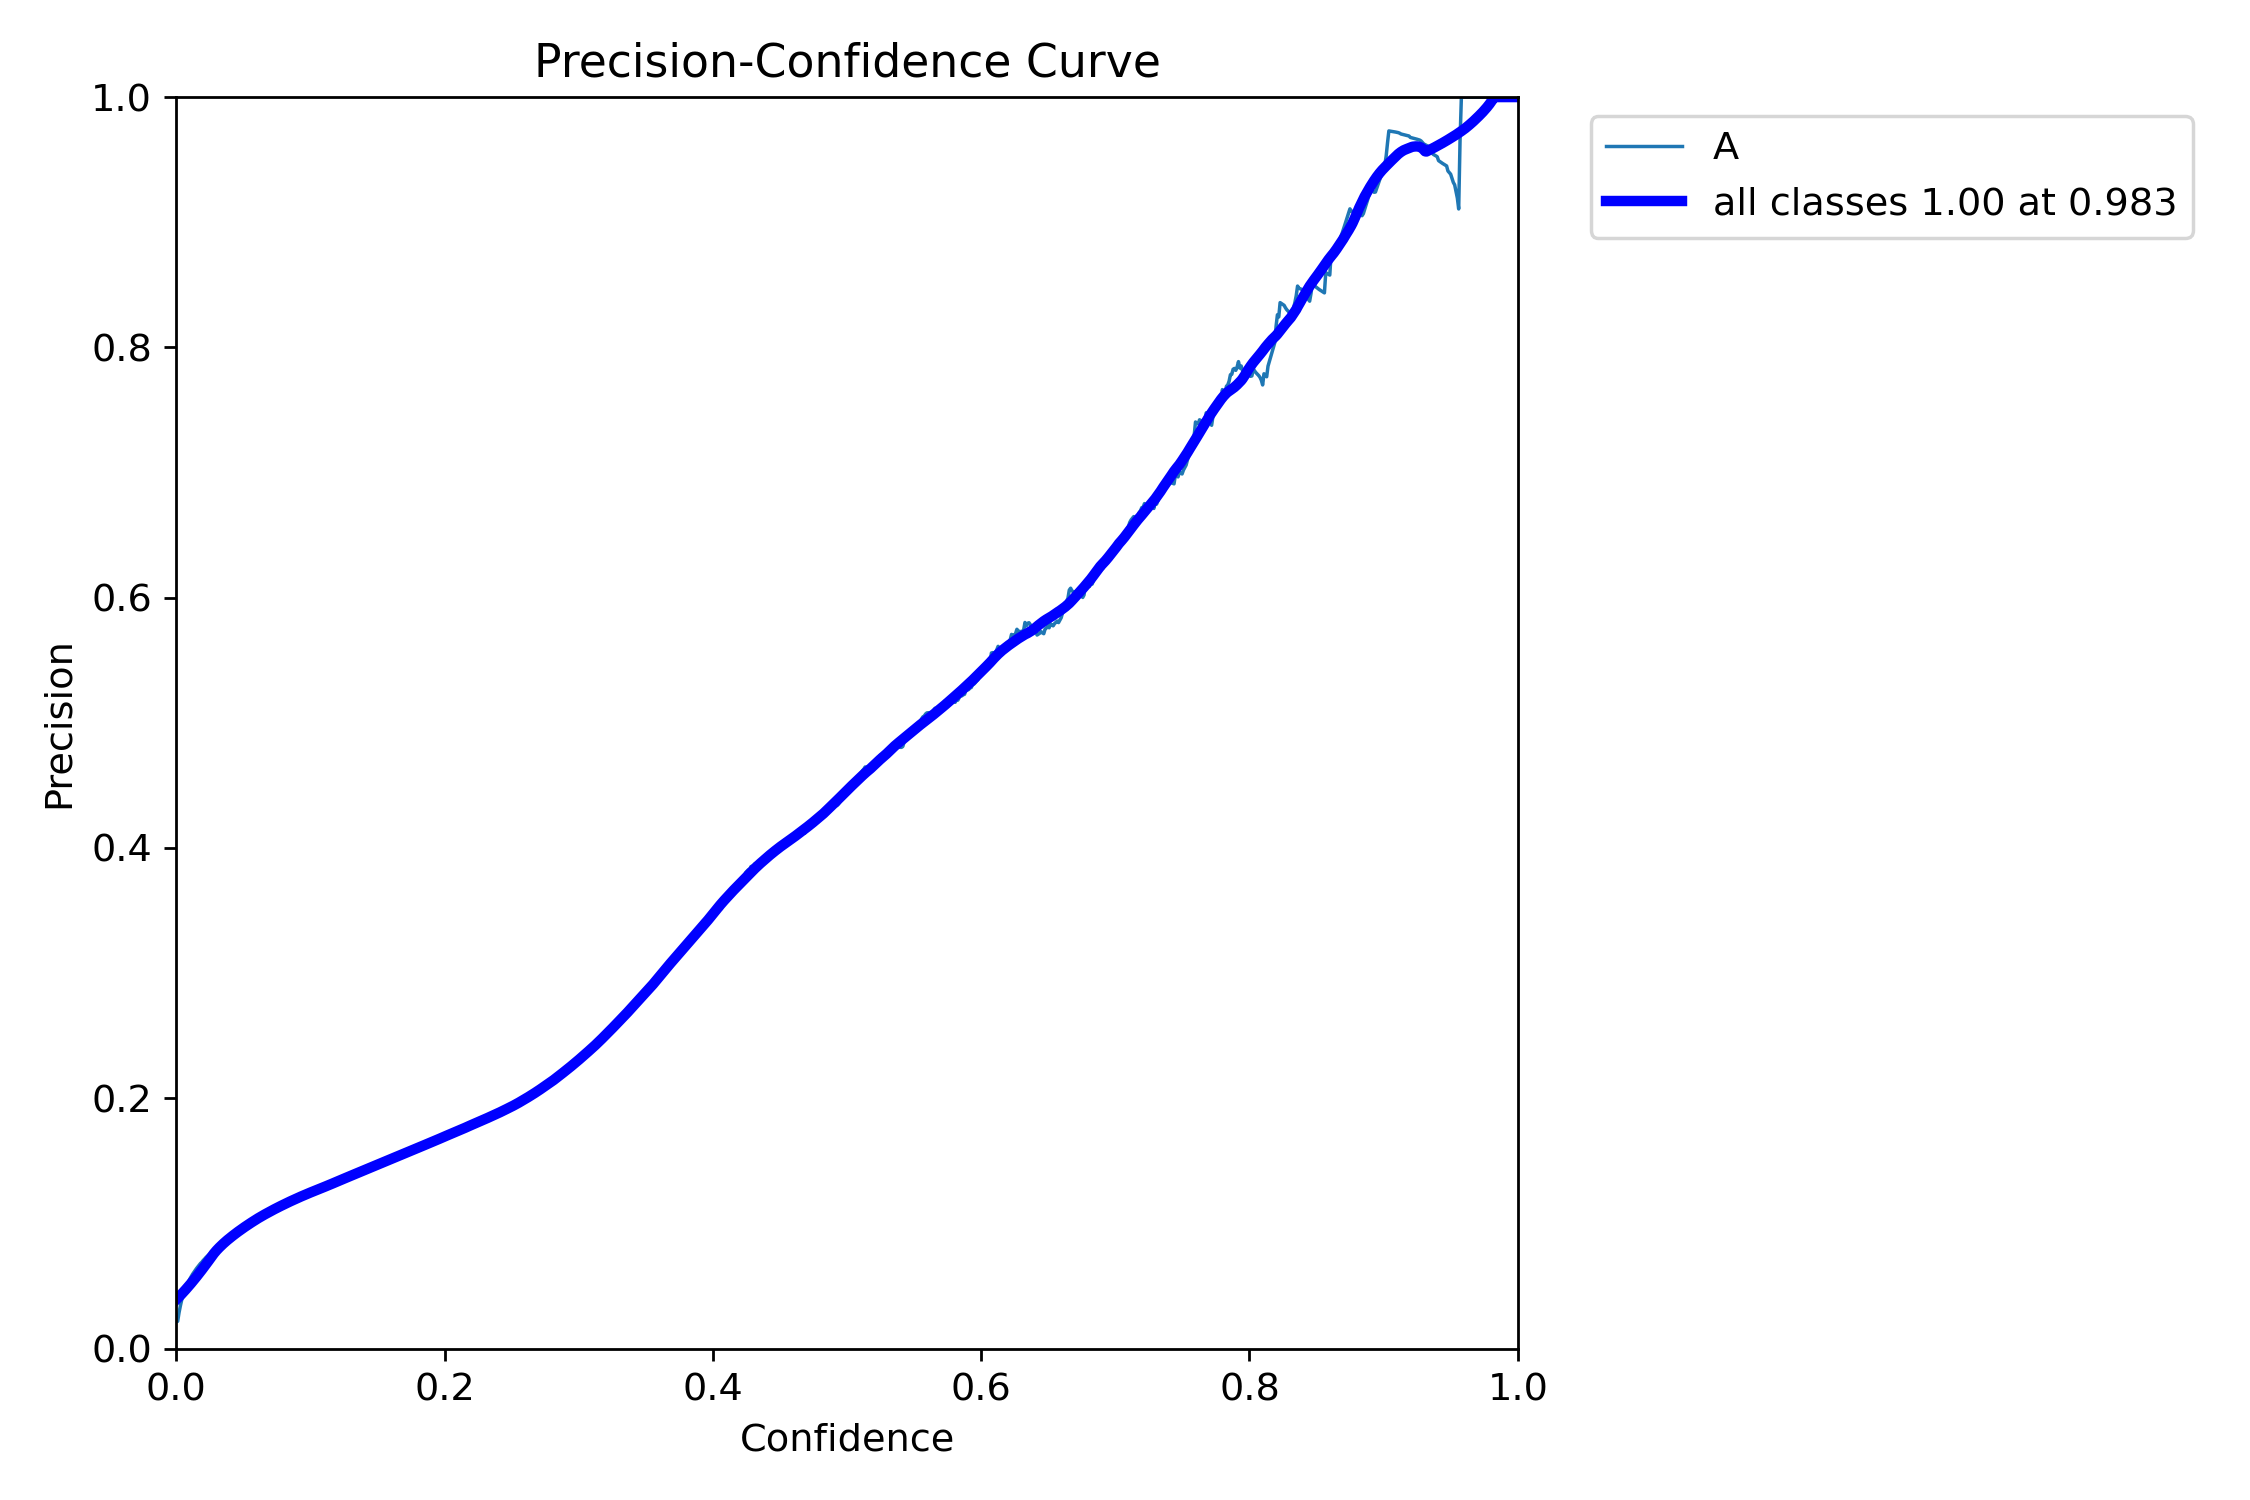 Precision-Confidence Curve
1.0
0.8
0.6
0.4
0.2
0.0
Precision
0.0 0.2 0.4 0.6 0.8 1.0
Confidence
A
all classes 1.00 at 0.983